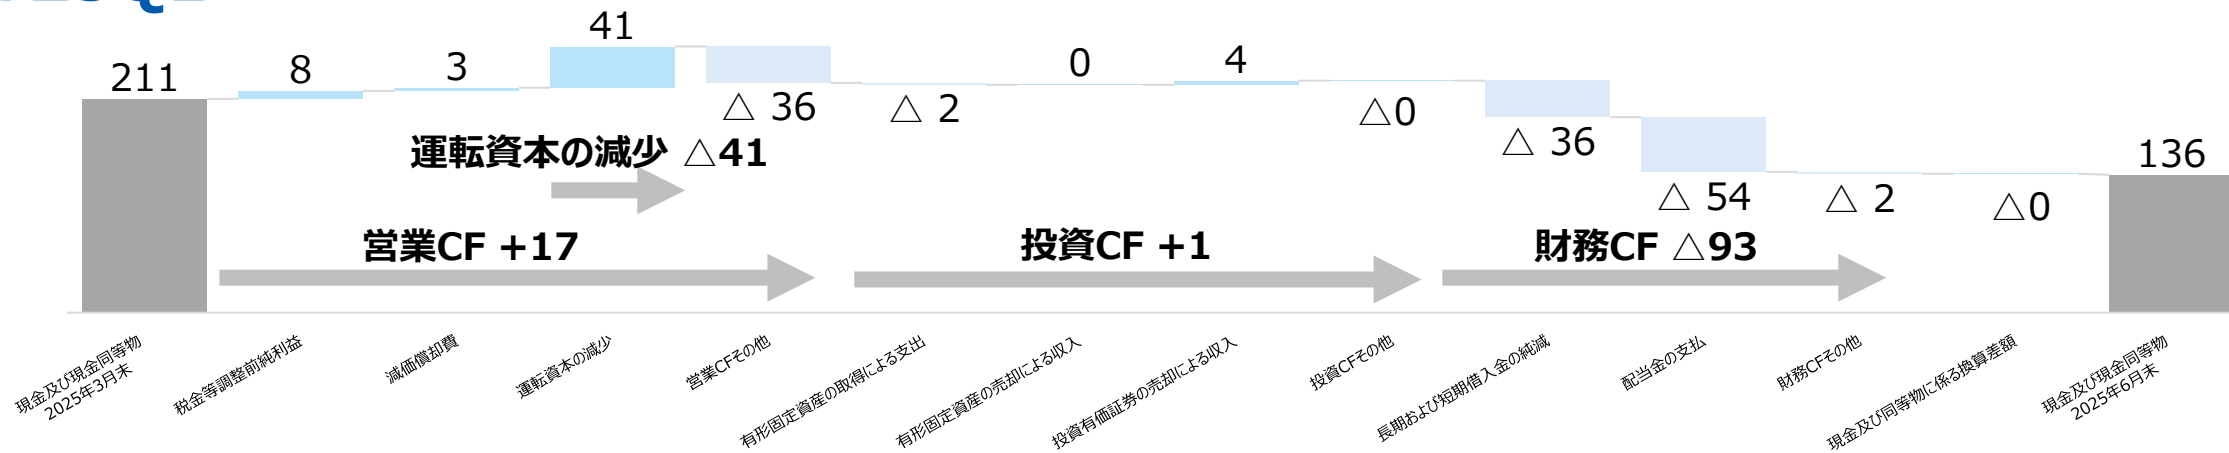 211
8
3
41
△ 36
△ 2
0
4
△0
△ 36
△ 54
△ 2
△0
136
運転資本の減少 △41
営業CF +17
投資CF +1
財務CF △93
現金及び現金同等物
2025年3月末
税金等調整前純利益
減価償却費
運転資本の減少
営業CFその他
有形固定資産の取得による支出
有形固定資産の売却による収入
投資有価証券の売却による収入
投資CFその他
長期および短期借入金の純減
配当金の支払
財務CFその他
現金及び同等物に係る換算差額
現金及び現金同等物
2025年6月末